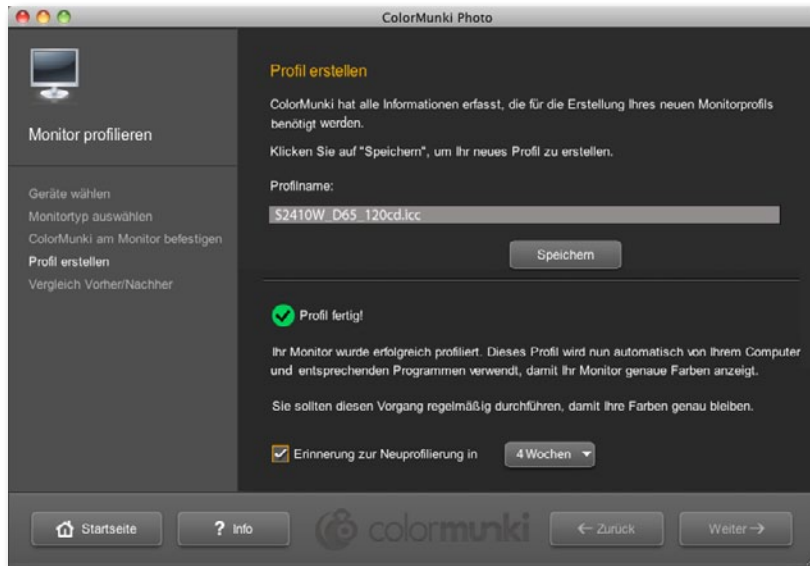 ColorMunki Photo
Monitor profilieren
Geräte wählen
Monitortyp auswählen
ColorMunki am Monitor befestigen
Profil erstellen
Vergleich Vorher/Nachher
Profil erstellen
ColorMunki hat alle Informationen erfasst, die für die Erstellung Ihres neuen Monitorprofils
benötigt werden.
Klicken Sie auf "Speichern", um Ihr neues Profil zu erstellen.
Profilname:
S2410W_D65_120cd.icc
Speichern
Profil fertig!
Ihr Monitor wurde erfolgreich profiliert. Dieses Profil wird nun automatisch von Ihrem Computer
und entsprechenden Programmen verwendet, damit Ihr Monitor genaue Farben anzeigt.
Sie sollten diesen Vorgang regelmäßig durchführen, damit Ihre Farben genau bleiben.
Erinnerung zur Neuprofilierung in 4 Wochen
Startseite ? Info colormunki ← Zurück Weiter →